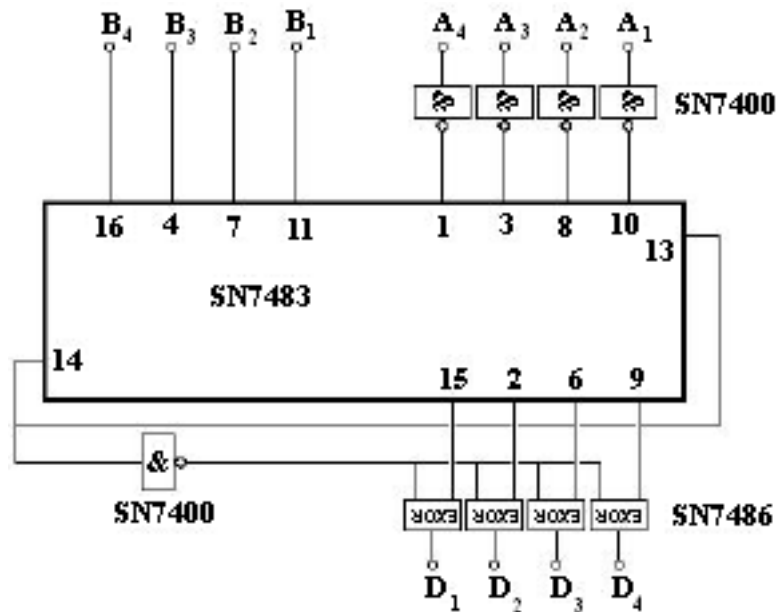 B4 B3 B2 B1 A4 A3 A2 A1
& & & & SN7400
16 4 7 11 1 3 8 10
13
SN7483
14
15 2 6 9
&
SN7400
EXOR EXOR EXOR EXOR SN7486
D1 D2 D3 D4